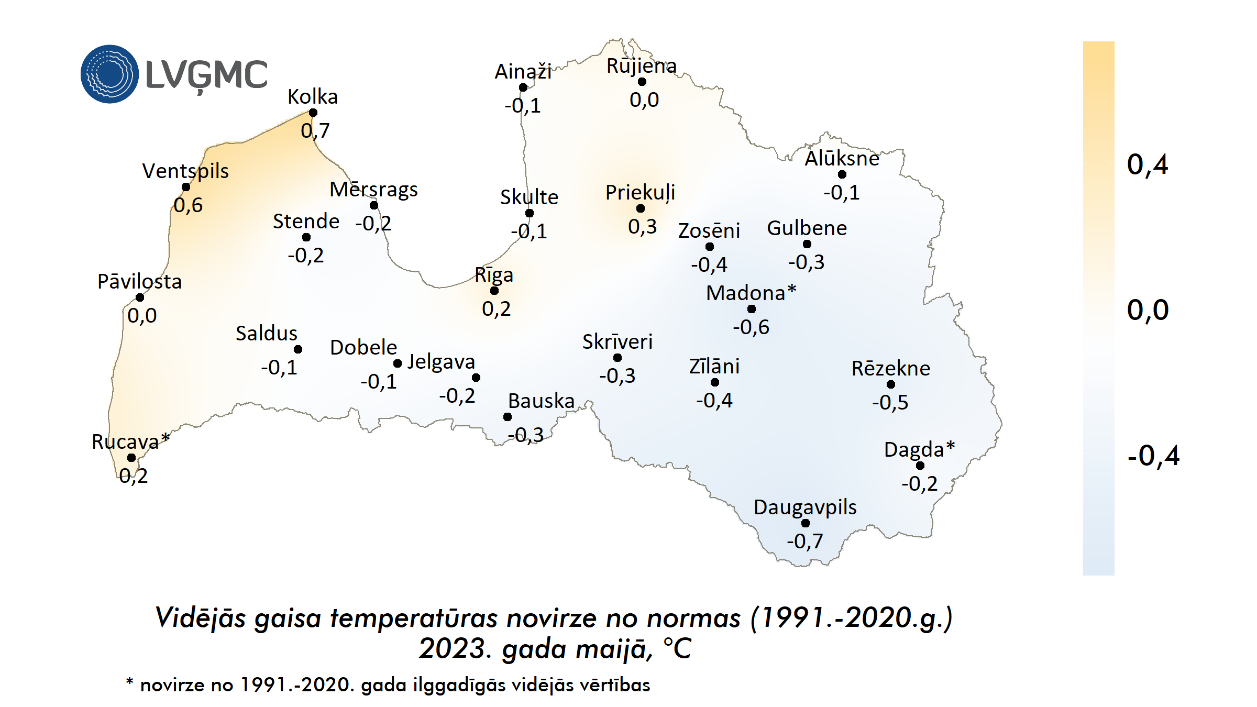 LVĢMC
Ainaži
-0,1
Rūjiena
0,0
Kolka
0,7
Ventspils
0,6
Mērsrags
-0,2
Stende
-0,2
Skulte
-0,1
Priekuļi
0,3
Alūksne
-0,1
Zosēni
-0,4
Gulbene
-0,3
Pāvilosta
0,0
Rīga
0,2
Madona*
-0,6
Saldus
-0,1
Dobele
-0,1
Jelgava
-0,2
Skrīveri
-0,3
Zīlāni
-0,4
Rēzekne
-0,5
Bauska
-0,3
Rucava*
0,2
Dagda*
-0,2
Daugavpils
-0,7
0,4
0,0
-0,4
Vidējās gaisa temperatūras novirze no normas (1991.-2020.g.)
2023. gada maijā, °C
* novirze no 1991.-2020. gada ilggadīgās vidējās vērtības